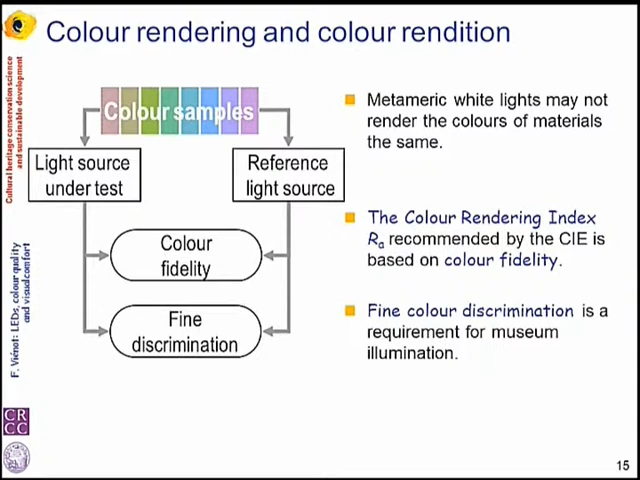 Colour rendering and colour rendition
Cultural heritage conservation science
and sustainable development
F. Viénot: LEDs, colour quality
and visual comfort
Colour samples
Light source
under test
Reference
light source
Colour
fidelity
Fine
discrimination
Metameric white lights may not
render the colours of materials
the same.
The Colour Rendering Index
Ra recommended by the CIE is
based on colour fidelity.
Fine colour discrimination is a
requirement for museum
illumination.
CR
CC
15